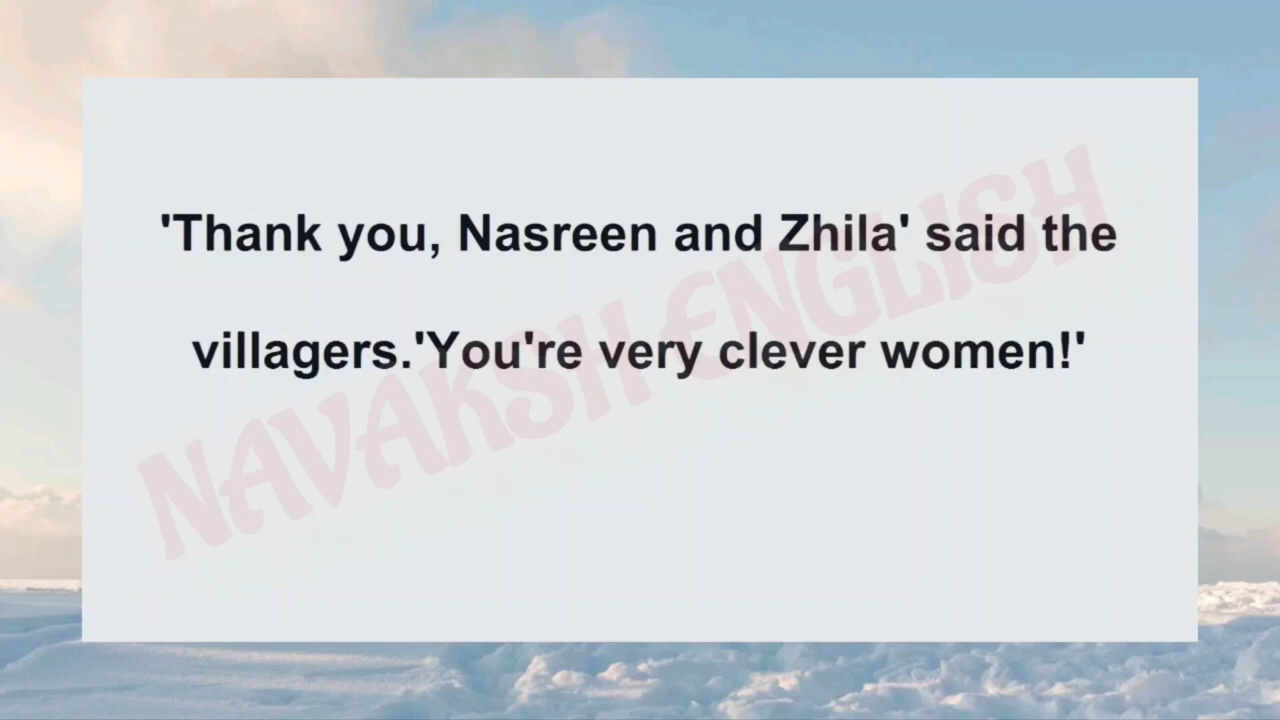 'Thank you, Nasreen and Zhila' said the
villagers.'You're very clever women!'
NAVAKSH ENGLISH